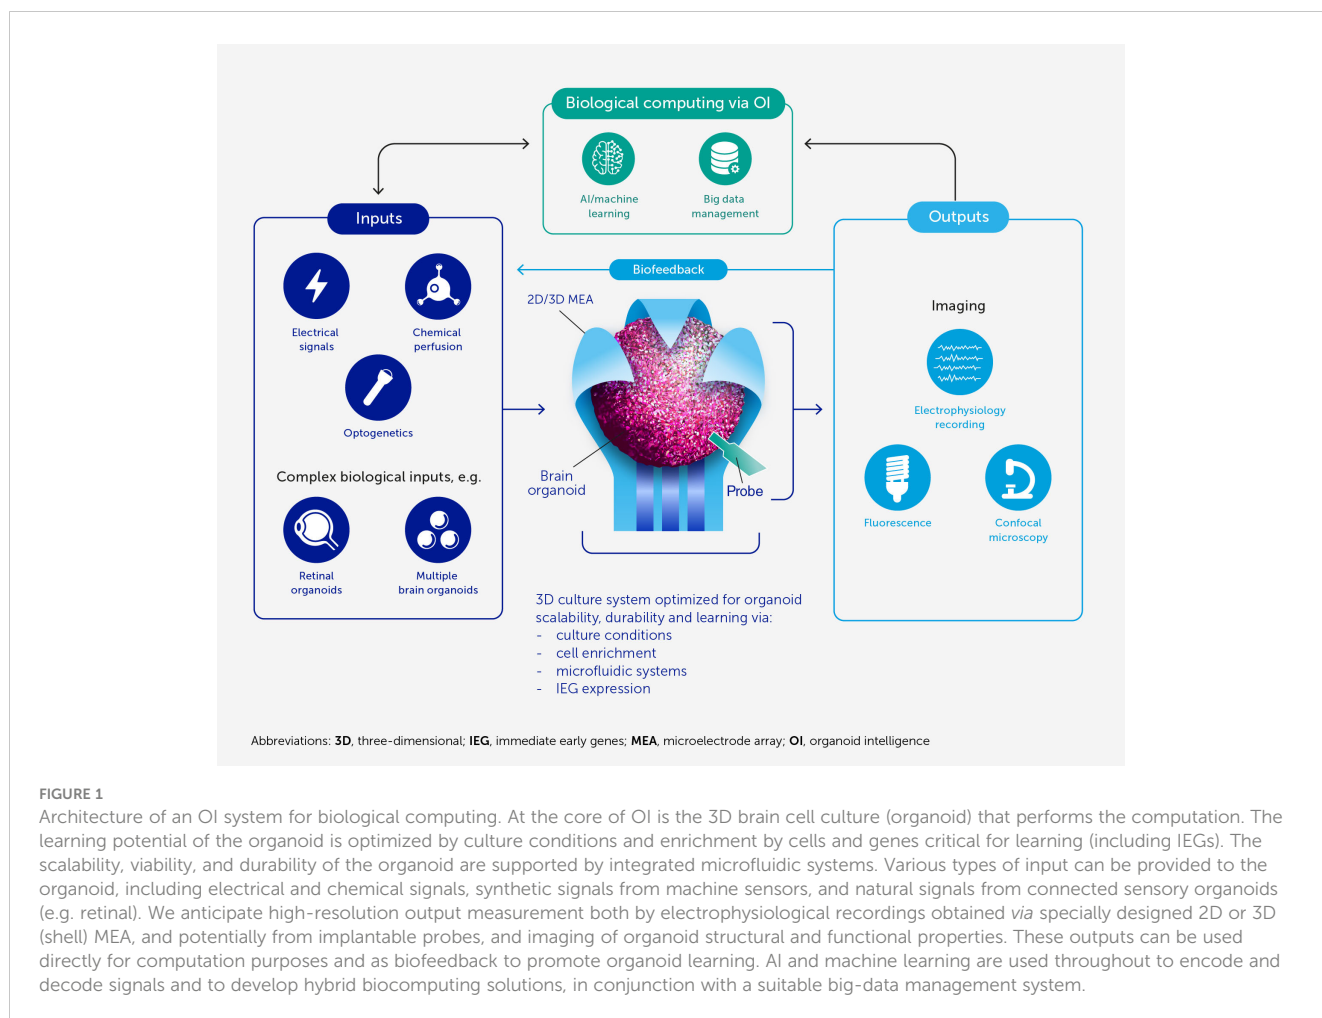 Biological computing via OI
AI/machine
learning
Big data
management
Inputs
Electrical
signals
Chemical
perfusion
Optogenetics
Complex biological inputs, e.g.
Retinal
organoids
Multiple
brain organoids
Biofeedback
2D/3D MEA
Brain
organoid
Probe
Outputs
Imaging
Electrophysiology
recording
Fluorescence
Confocal
microscopy
3D culture system optimized for organoid
scalability, durability and learning via:
- culture conditions
- cell enrichment
- microfluidic systems
- IEG expression
Abbreviations: 3D, three-dimensional; IEG, immediate early genes; MEA, microelectrode array; OI, organoid intelligence
FIGURE 1
Architecture of an OI system for biological computing. At the core of OI is the 3D brain cell culture (organoid) that performs the computation. The
learning potential of the organoid is optimized by culture conditions and enrichment by cells and genes critical for learning (including IEGs). The
scalability, viability, and durability of the organoid are supported by integrated microfluidic systems. Various types of input can be provided to the
organoid, including electrical and chemical signals, synthetic signals from machine sensors, and natural signals from connected sensory organoids
(e.g. retinal). We anticipate high-resolution output measurement both by electrophysiological recordings obtained via specially designed 2D or 3D
(shell) MEA, and potentially from implantable probes, and imaging of organoid structural and functional properties. These outputs can be used
directly for computation purposes and as biofeedback to promote organoid learning. AI and machine learning are used throughout to encode and
decode signals and to develop hybrid biocomputing solutions, in conjunction with a suitable big-data management system.